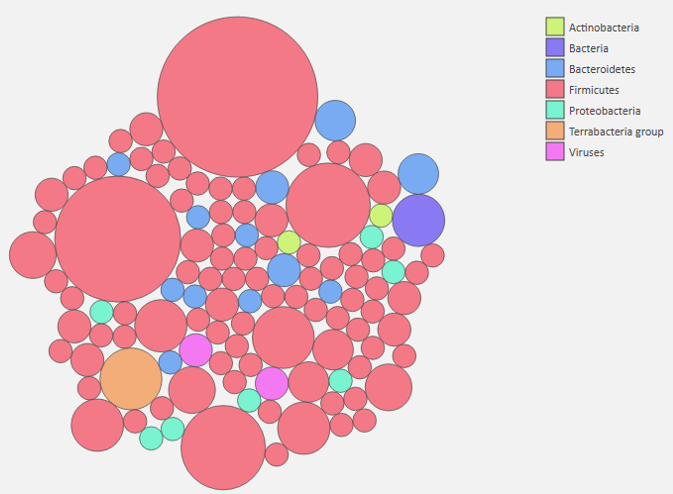 Actinobacteria
Bacteria
Bacteroidetes
Firmicutes
Proteobacteria
Terrabacteria group
Viruses